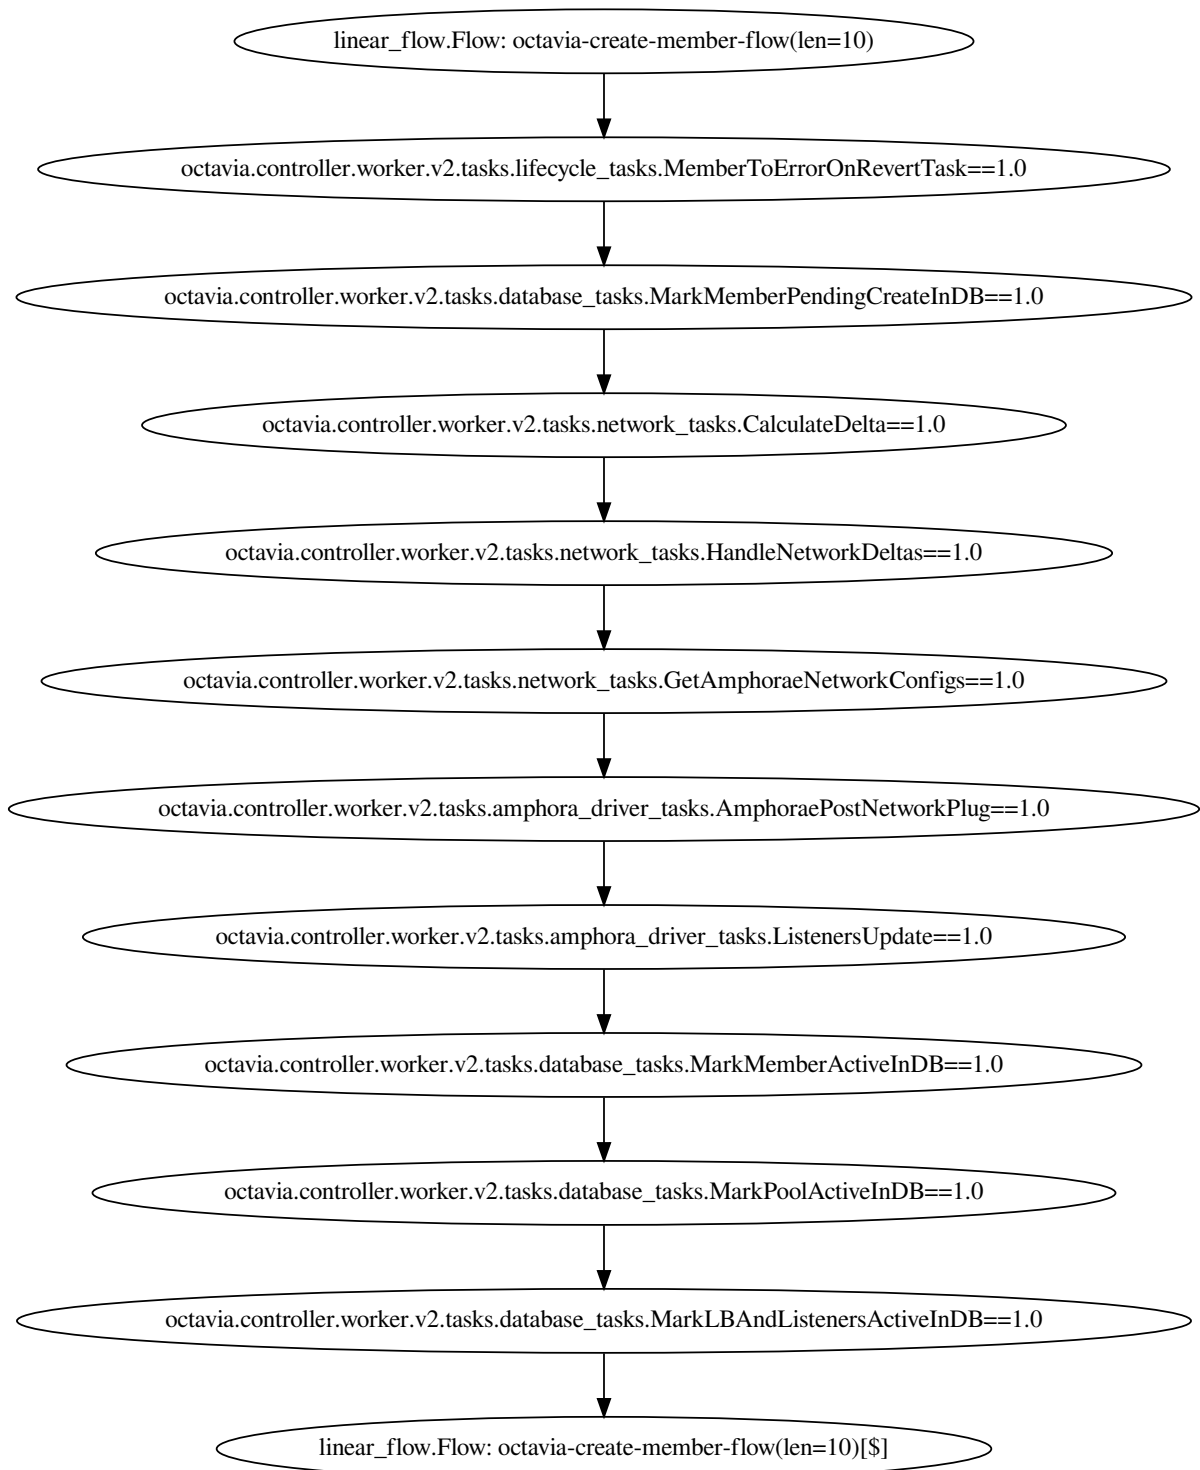 linear_flow.Flow: octavia-create-member-flow(len=10)
octavia.controller.worker.v2.tasks.lifecycle_tasks.MemberToErrorOnRevertTask==1.0
octavia.controller.worker.v2.tasks.database_tasks.MarkMemberPendingCreateInDB==1.0
octavia.controller.worker.v2.tasks.network_tasks.CalculateDelta==1.0
octavia.controller.worker.v2.tasks.network_tasks.HandleNetworkDeltas==1.0
octavia.controller.worker.v2.tasks.network_tasks.GetAmphoraeNetworkConfigs==1.0
octavia.controller.worker.v2.tasks.amphora_driver_tasks.AmphoraePostNetworkPlug==1.0
octavia.controller.worker.v2.tasks.amphora_driver_tasks.ListenersUpdate==1.0
octavia.controller.worker.v2.tasks.database_tasks.MarkMemberActiveInDB==1.0
octavia.controller.worker.v2.tasks.database_tasks.MarkPoolActiveInDB==1.0
octavia.controller.worker.v2.tasks.database_tasks.MarkLBAndListenersActiveInDB==1.0
linear_flow.Flow: octavia-create-member-flow(len=10)[$]